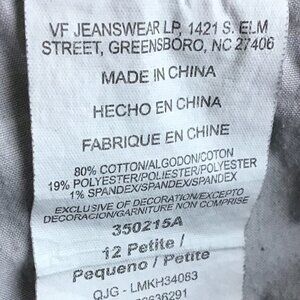 VF JEANSWEAR LP, 1421 S. ELM
STREET, GREENSBORO, NC 27406
MADE IN CHINA
HECHO EN CHINA
FABRIQUE EN CHINE
80% COTTON/ALGODON/COTON
19% POLYESTER/POLIESTER/POLYESTER
1% SPANDEX/SPANDEX/SPANDEX
EXCLUSIVE OF DECORATION/EXCEPTO
DECORACION/GARNITURE NON COMPRISE
350215A
12 Petite /
Pequeno / Petite
QJG - LMKH34083